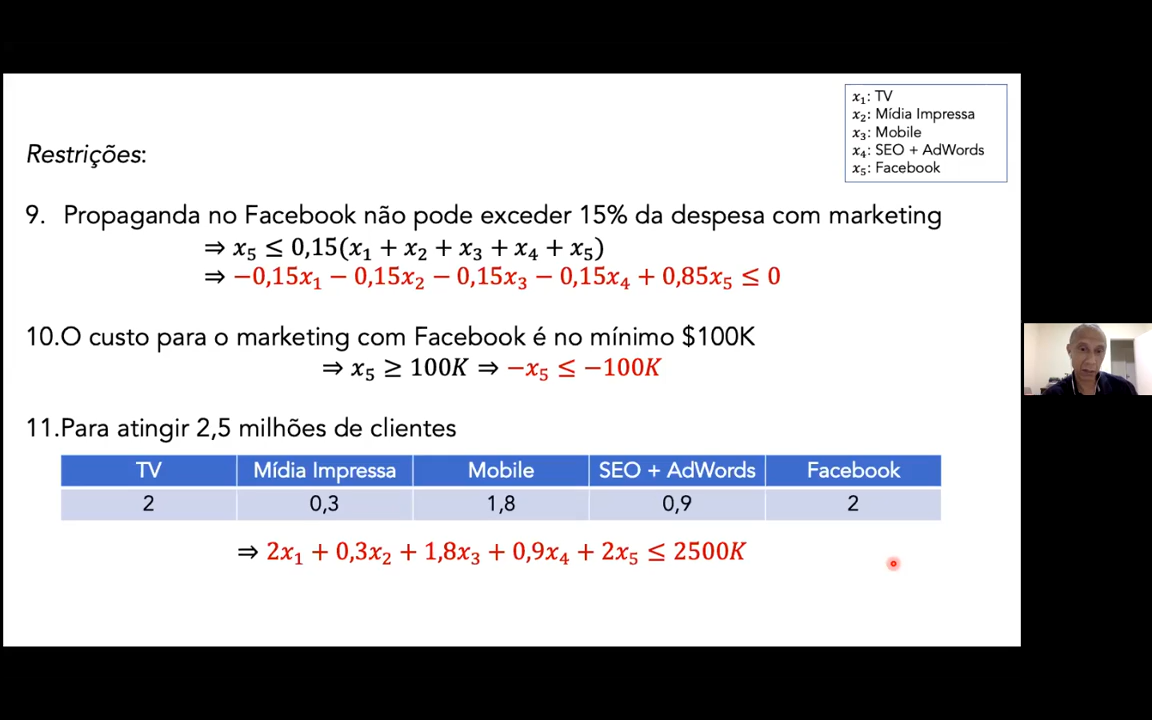 x₁: TV
x₂: Mídia Impressa
x₃: Mobile
x₄: SEO + AdWords
x₅: Facebook
Restrições:
9. Propaganda no Facebook não pode exceder 15% da despesa com marketing
⇒ x₅ ≤ 0,15(x₁ + x₂ + x₃ + x₄ + x₅)
⇒ −0,15x₁ − 0,15x₂ − 0,15x₃ − 0,15x₄ + 0,85x₅ ≤ 0
10.O custo para o marketing com Facebook é no mínimo $100K
⇒ x₅ ≥ 100K ⇒ −x₅ ≤ −100K
11.Para atingir 2,5 milhões de clientes
TV Mídia Impressa Mobile SEO + AdWords Facebook
2 0,3 1,8 0,9 2
⇒ 2x₁ + 0,3x₂ + 1,8x₃ + 0,9x₄ + 2x₅ ≤ 2500K